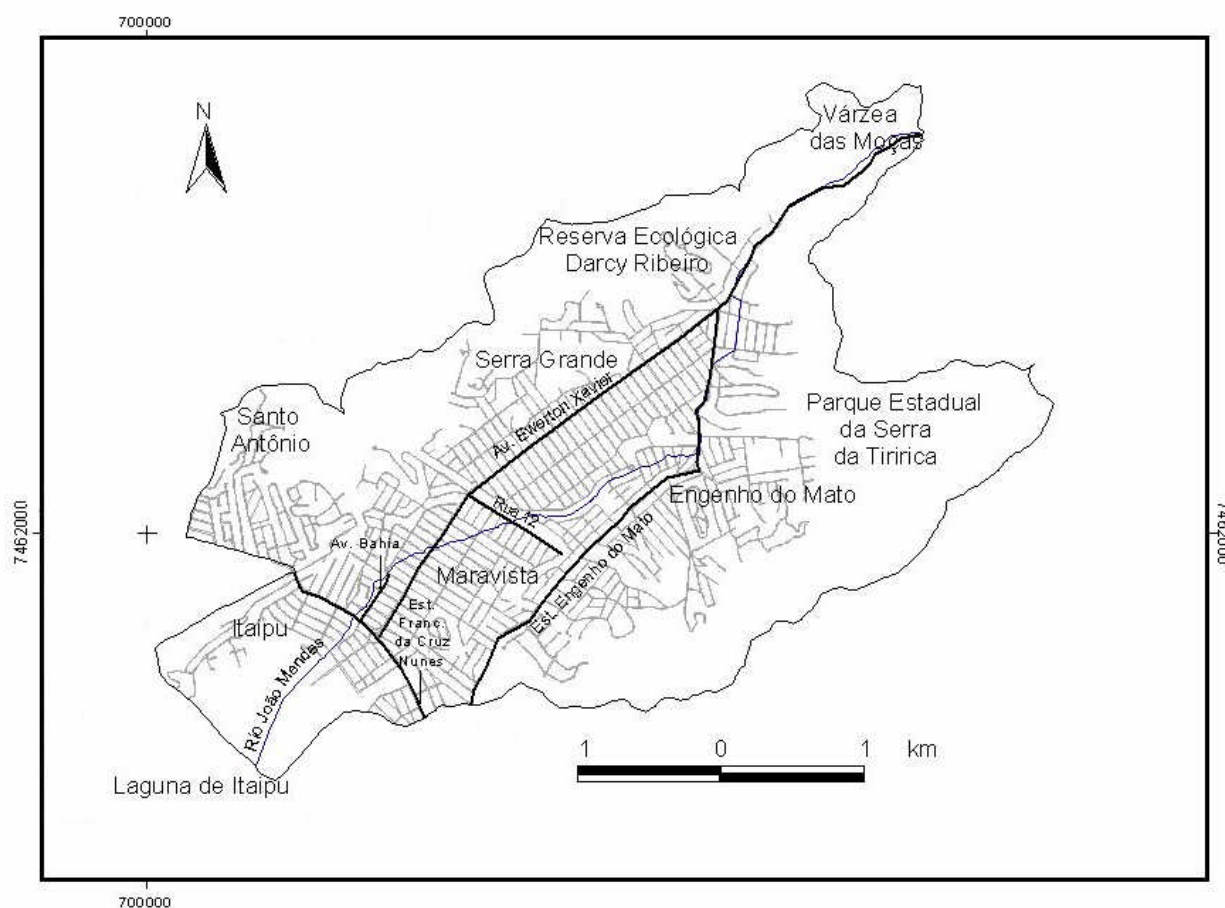 700000
N
Várzea
das Moças
Reserva Ecológica
Darcy Ribeiro
Serra Grande
Av. Ewerton Xavier
Santo
Antônio
Parque Estadual
da Serra
da Tiririca
Engenho do Mato
Rua 12
7462000
7462000
Av. Bahia
Maravista
Est. Engenho do Mato
Est.
Franc.
da Cruz
Nunes
Itaipu
Rio João Mendes
1 0 1 km
Laguna de Itaipu
700000